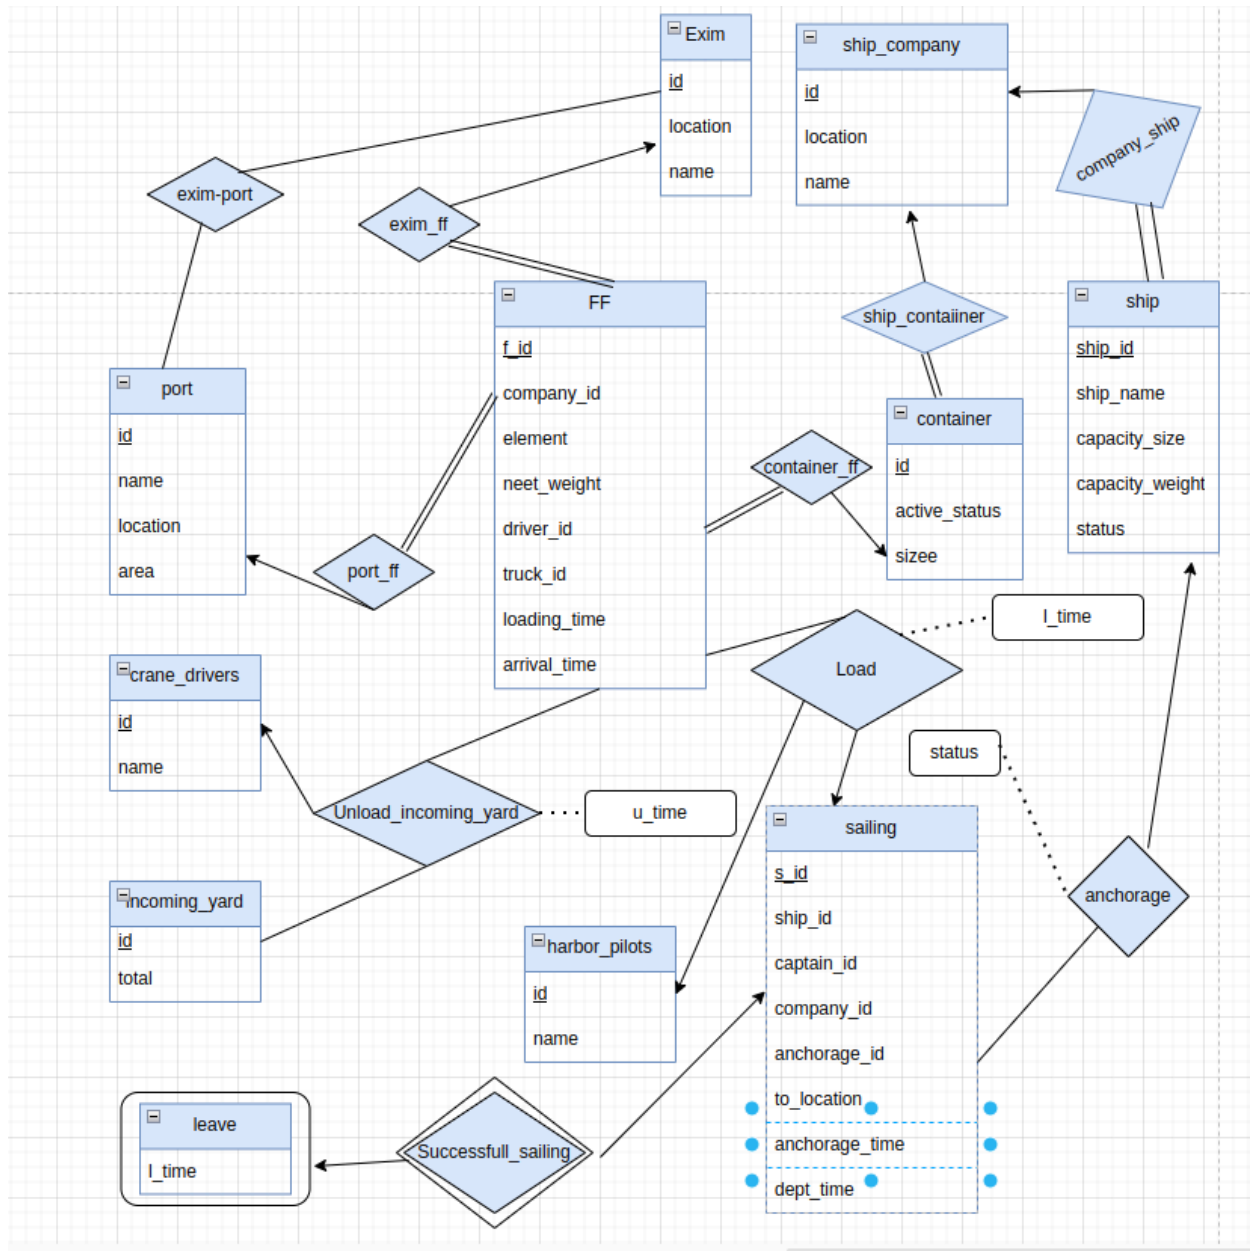 Exim
id
location
name
ship_company
id
location
name
company_ship
exim-port
exim_ff
FF
f_id
company_id
element
neet_weight
driver_id
truck_id
loading_time
arrival_time
ship_contaiiner
ship
ship_id
ship_name
capacity_size
capacity_weight
status
port
id
name
location
area
container
id
active_status
sizee
container_ff
port_ff
l_time
Load
crane_drivers
id
name
status
Unload_incoming_yard
u_time
sailing
s_id
ship_id
captain_id
company_id
anchorage_id
to_location
anchorage_time
dept_time
anchorage
incoming_yard
id
total
harbor_pilots
id
name
leave
l_time
Successfull_sailing